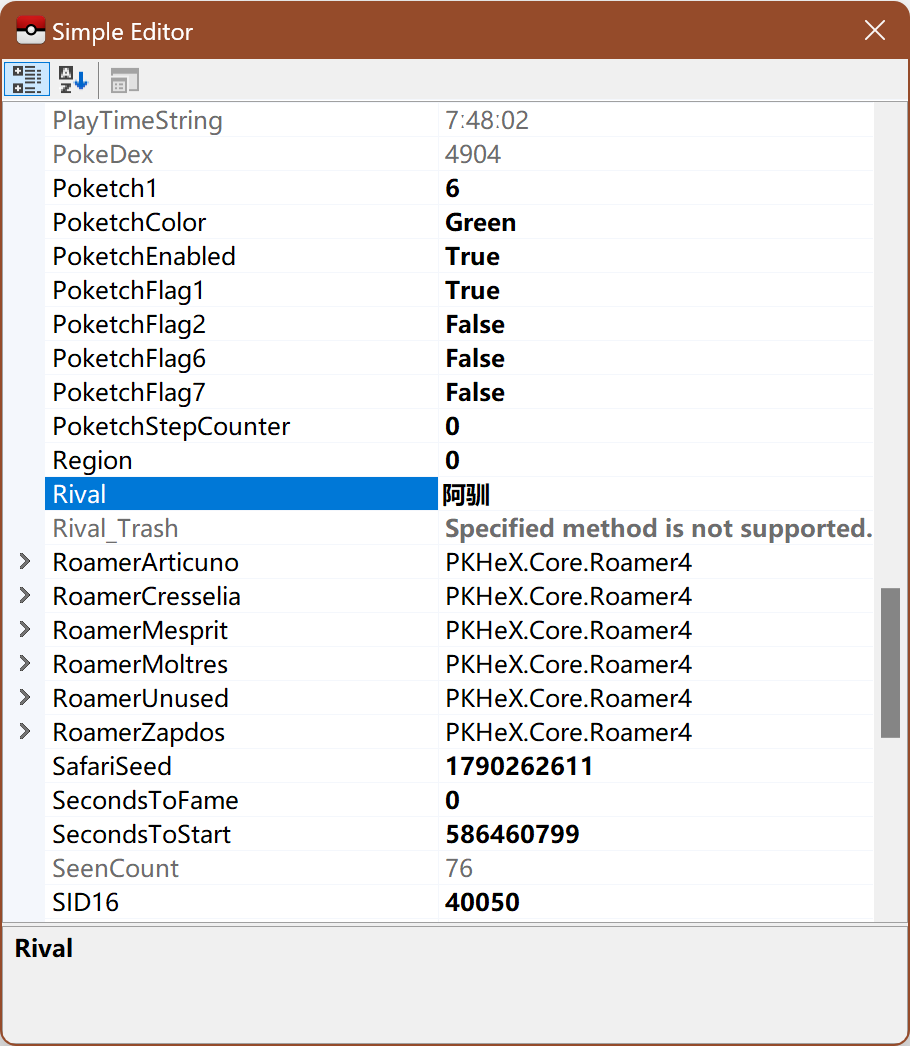 Simple Editor
PlayTimeString 7:48:02
PokeDex 4904
Poketch1 6
PoketchColor Green
PoketchEnabled True
PoketchFlag1 True
PoketchFlag2 False
PoketchFlag6 False
PoketchFlag7 False
PoketchStepCounter 0
Region 0
Rival 阿驯
Rival_Trash Specified method is not supported.
RoamerArticuno PKHeX.Core.Roamer4
RoamerCresselia PKHeX.Core.Roamer4
RoamerMesprit PKHeX.Core.Roamer4
RoamerMoltres PKHeX.Core.Roamer4
RoamerUnused PKHeX.Core.Roamer4
RoamerZapdos PKHeX.Core.Roamer4
SafariSeed 1790262611
SecondsToFame 0
SecondsToStart 586460799
SeenCount 76
SID16 40050
Rival